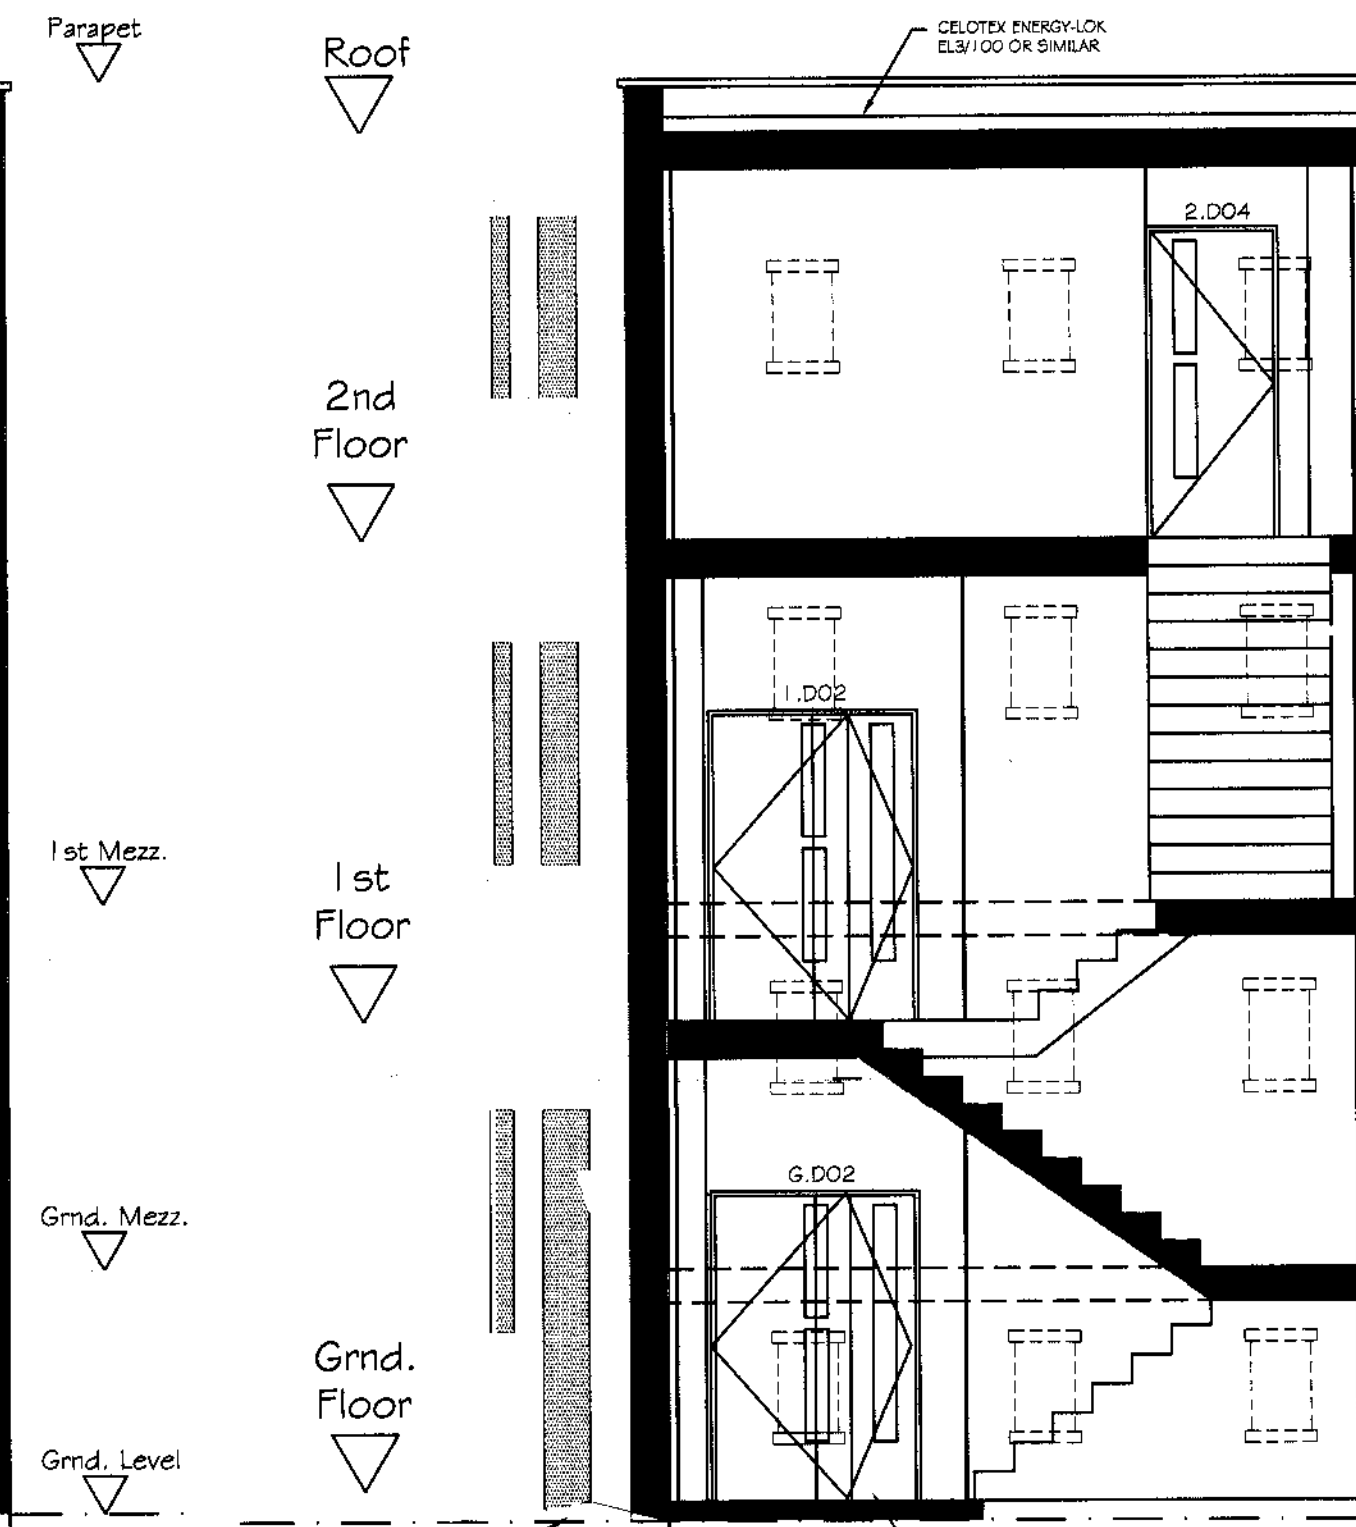 Parapet
Roof
CELOTEX ENERGY-LOK
EL3/100 OR SIMILAR
2.D04
2nd
Floor
1.D02
1st Mezz.
1st
Floor
G.D02
Grnd. Mezz.
Grnd.
Floor
Grnd. Level